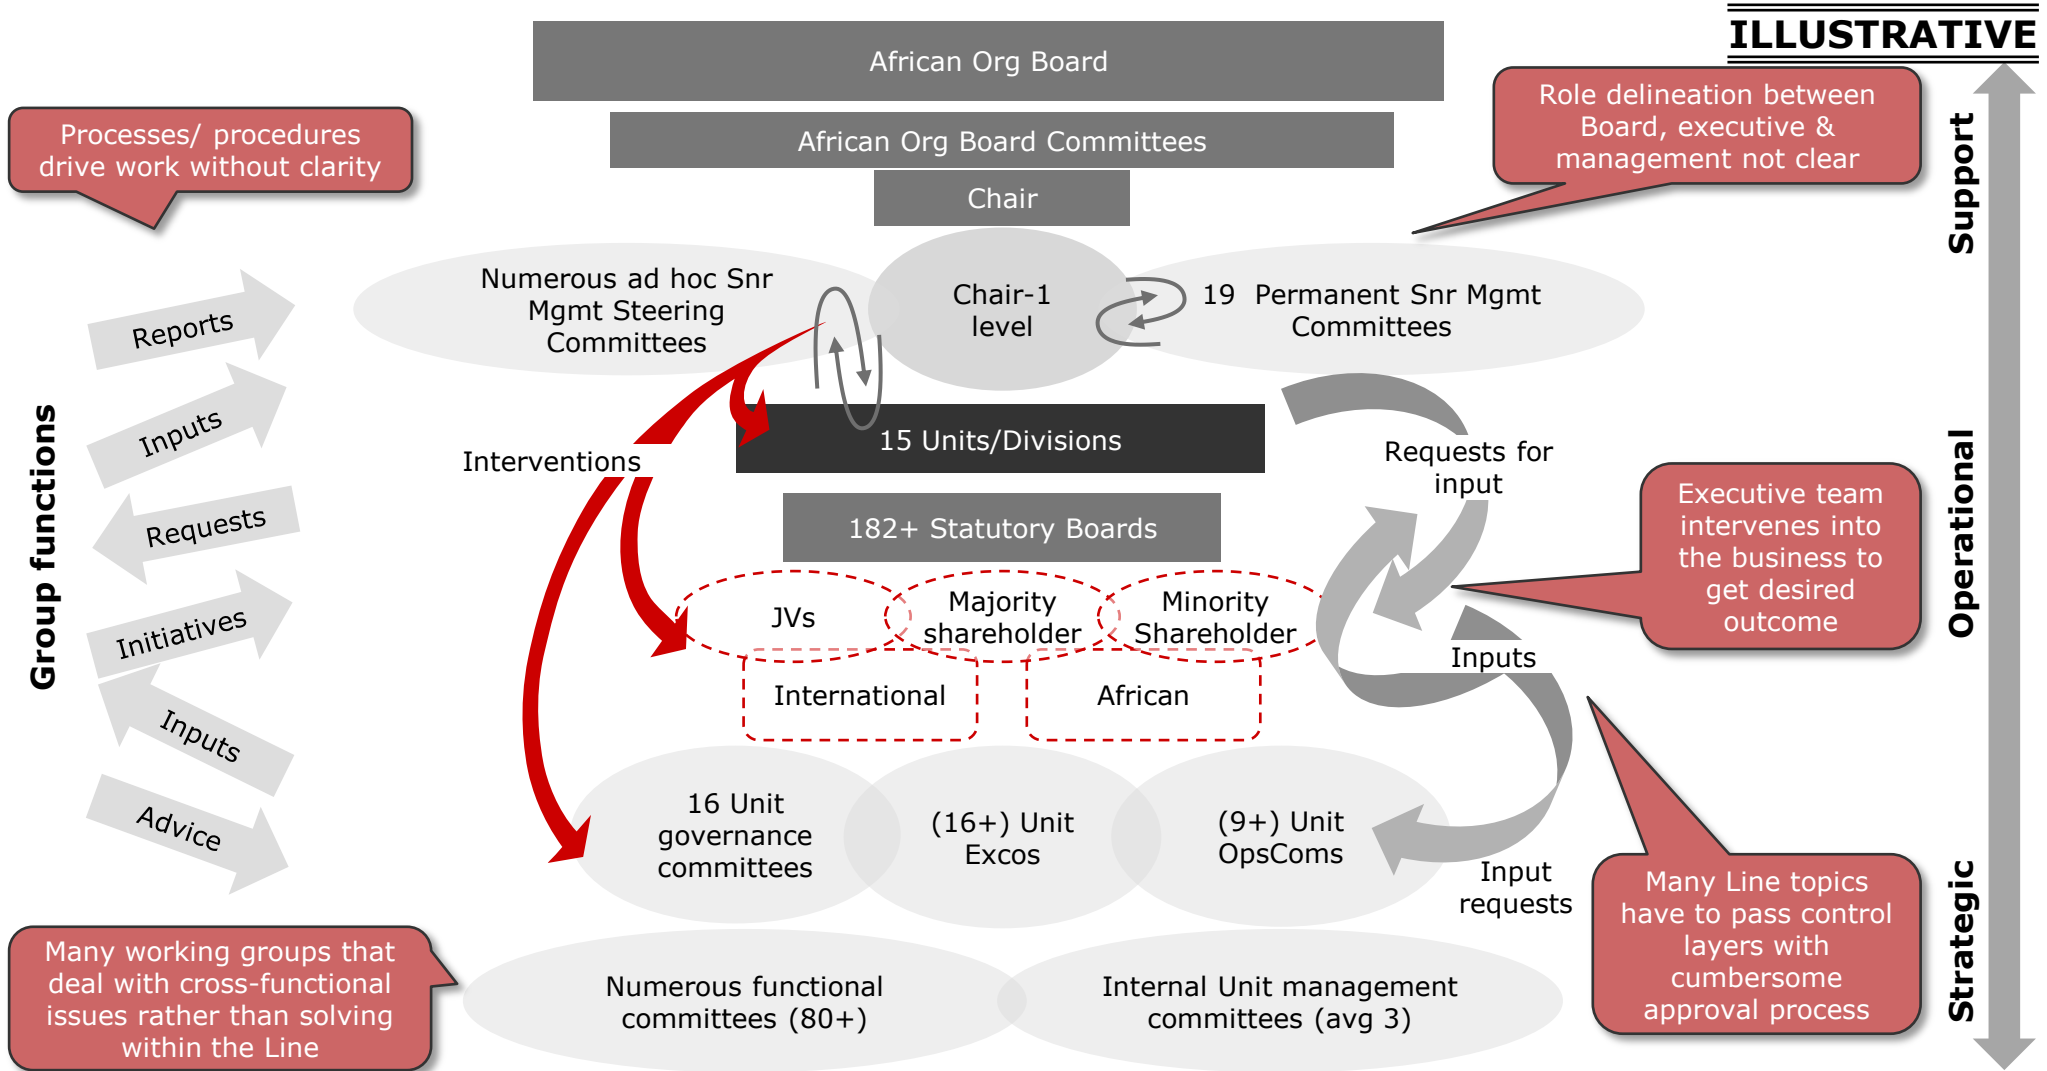 ILLUSTRATIVE
African Org Board
African Org Board Committees
Chair
Processes/ procedures
drive work without clarity
Role delineation between
Board, executive &
management not clear
Support
Operational
Strategic
Group functions
Reports
Inputs
Requests
Initiatives
Inputs
Advice
Numerous ad hoc Snr
Mgmt Steering
Committees
Chair-1
level
19 Permanent Snr Mgmt
Committees
Interventions
15 Units/Divisions
Requests for
input
182+ Statutory Boards
Executive team
intervenes into
the business to
get desired
outcome
JVs
Majority
shareholder
Minority
Shareholder
Inputs
International
African
16 Unit
governance
committees
(16+) Unit
Excos
(9+) Unit
OpsComs
Input
requests
Many Line topics
have to pass control
layers with
cumbersome
approval process
Many working groups that
deal with cross-functional
issues rather than solving
within the Line
Numerous functional
committees (80+)
Internal Unit management
committees (avg 3)